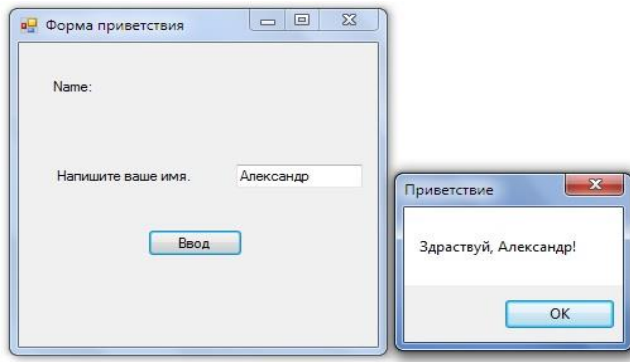 Форма приветствия
Name:
Напишите ваше имя.
Александр
Ввод
Приветствие
Здраствуй, Александр!
OK